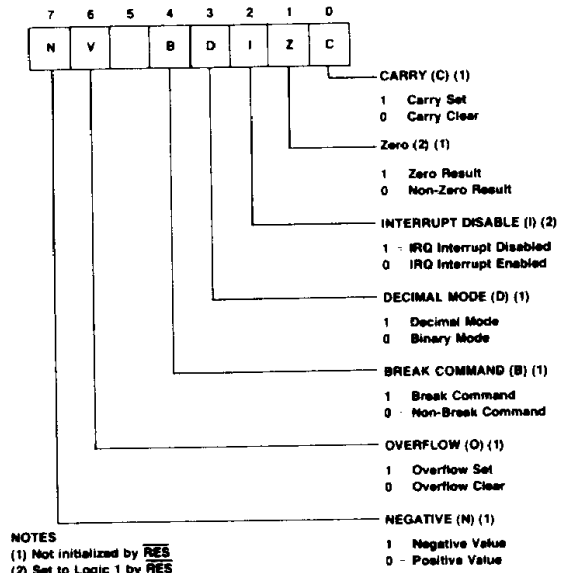 7 6 5 4 3 2 1 0
N V B D I Z C
CARRY (C) (1)
1 Carry Set
0 Carry Clear
Zero (2) (1)
1 Zero Result
0 Non-Zero Result
INTERRUPT DISABLE (I) (2)
1 - IRQ Interrupt Disabled
0 IRQ Interrupt Enabled
DECIMAL MODE (D) (1)
1 Decimal Mode
0 Binary Mode
BREAK COMMAND (B) (1)
1 Break Command
0 - Non-Break Command
OVERFLOW (O) (1)
1 Overflow Set
0 Overflow Clear
NEGATIVE (N) (1)
1 Negative Value
0 - Positive Value
NOTES
(1) Not initialized by RES
(2) Set to Logic 1 by RES